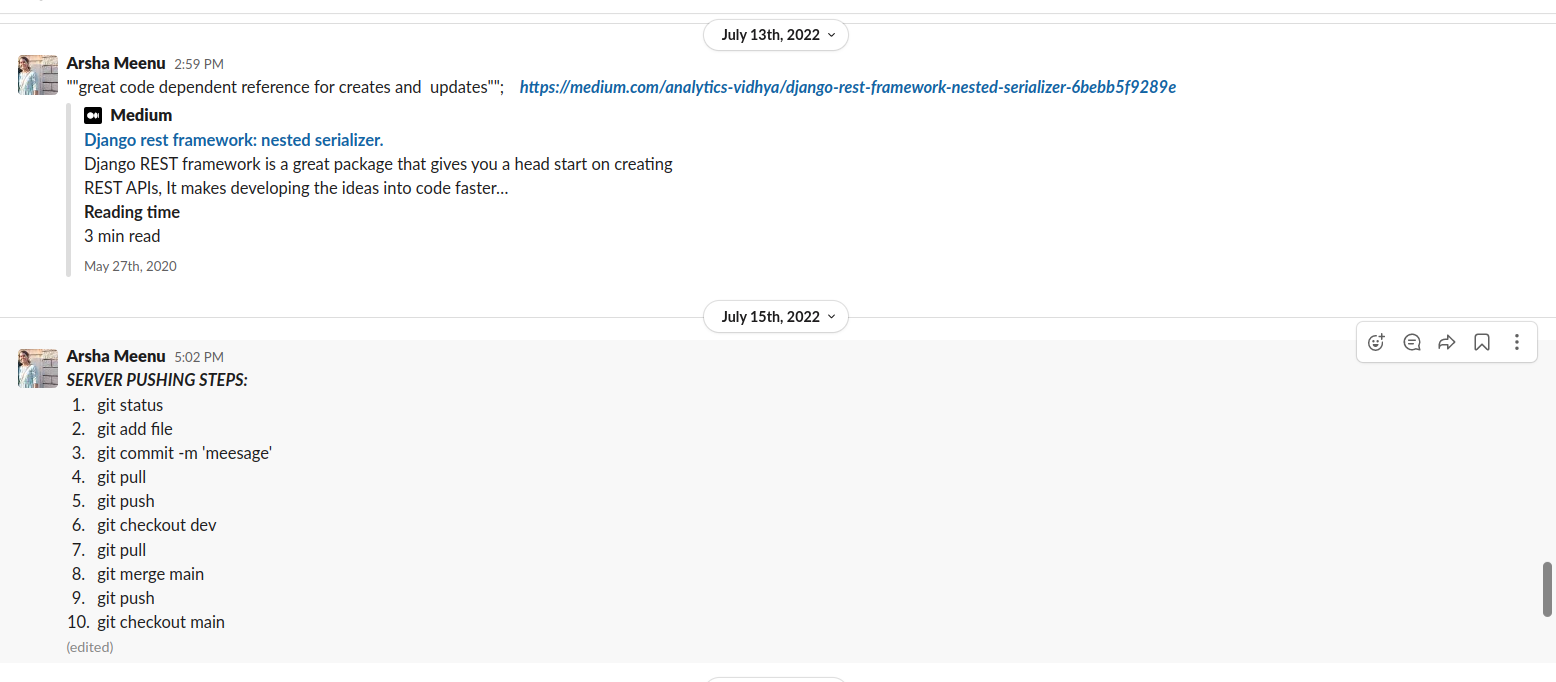 July 13th, 2022
Arsha Meenu 2:59 PM
""great code dependent reference for creates and updates""; https://medium.com/analytics-vidhya/django-rest-framework-nested-serializer-6bebb5f9289e
Medium
Django rest framework: nested serializer.
Django REST framework is a great package that gives you a head start on creating
REST APIs, It makes developing the ideas into code faster...
Reading time
3 min read
May 27th, 2020
July 15th, 2022
Arsha Meenu 5:02 PM
SERVER PUSHING STEPS:
1. git status
2. git add file
3. git commit -m 'meesage'
4. git pull
5. git push
6. git checkout dev
7. git pull
8. git merge main
9. git push
10. git checkout main
(edited)